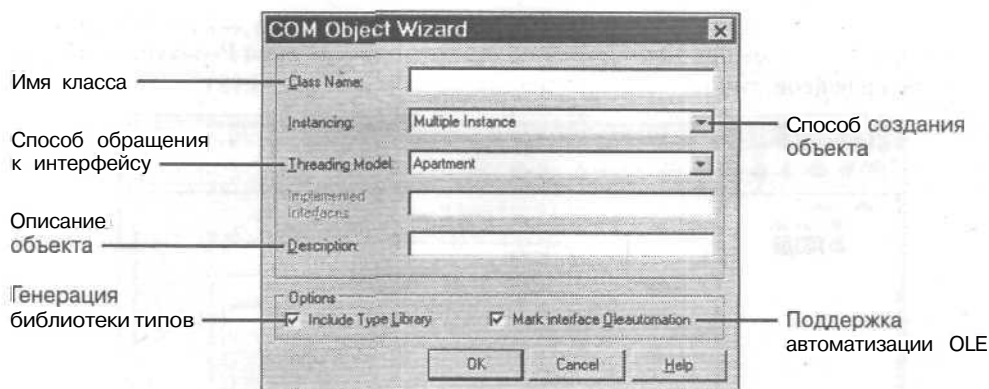 COM Object Wizard
Имя класса
Class Name:
Instancing:
Multiple Instance
Способ создания
объекта
Способ обращения
к интерфейсу
Threading Model:
Apartment
Implemented
Interfaces:
Описание
объекта
Description:
Options
Генерация
библиотеки типов
Include Type Library
Mark interface Oleautomation
Поддержка
автоматизации OLE
OK
Cancel
Help